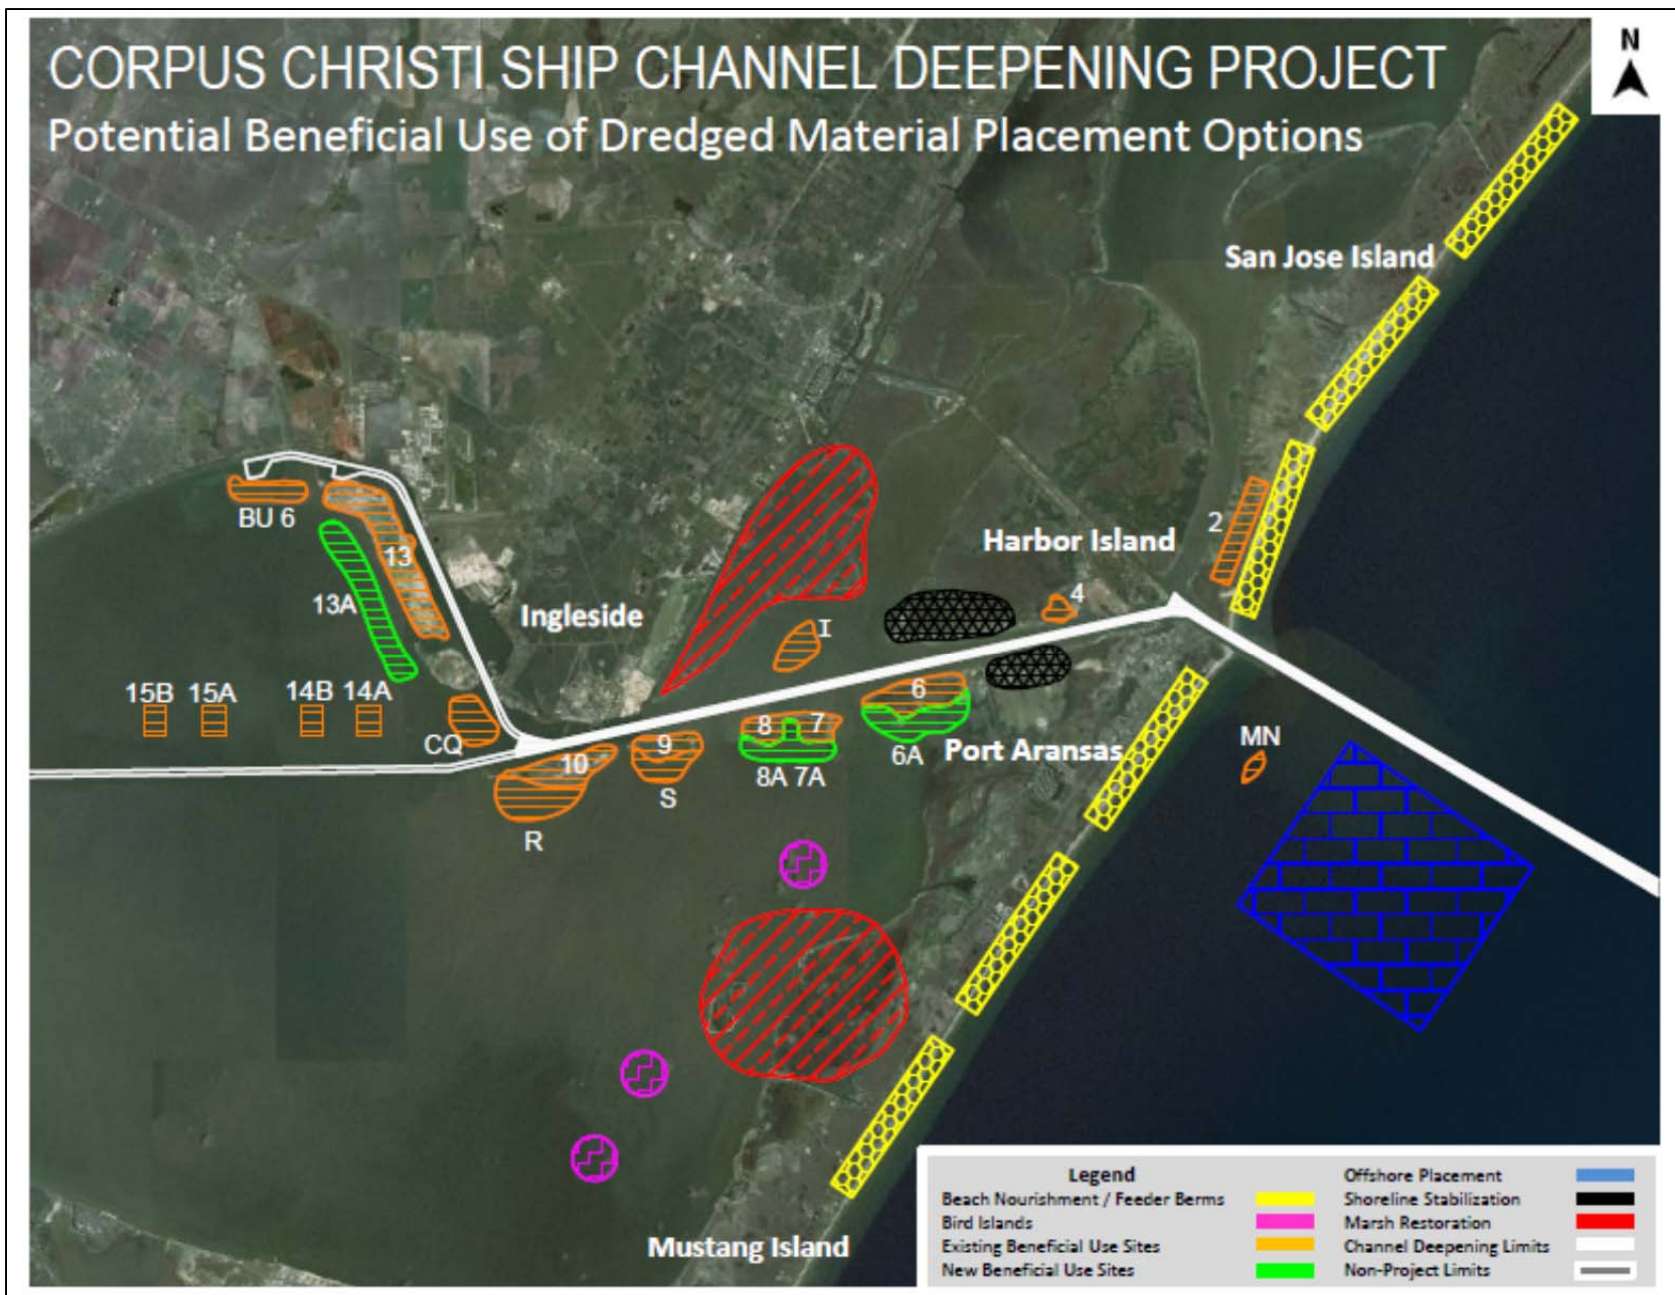 CORPUS CHRISTI SHIP CHANNEL DEEPENING PROJECT
N
Potential Beneficial Use of Dredged Material Placement Options
San Jose Island
BU 6
2
13
Harbor Island
13A
4
Ingleside
I
15B 15A 14B 14A
6
CQ
8 7
MN
9
10
6A
Port Aransas
8A 7A
S
R
Mustang Island
Legend
Beach Nourishment / Feeder Berms
Bird Islands
Existing Beneficial Use Sites
New Beneficial Use Sites
Offshore Placement
Shoreline Stabilization
Marsh Restoration
Channel Deepening Limits
Non-Project Limits